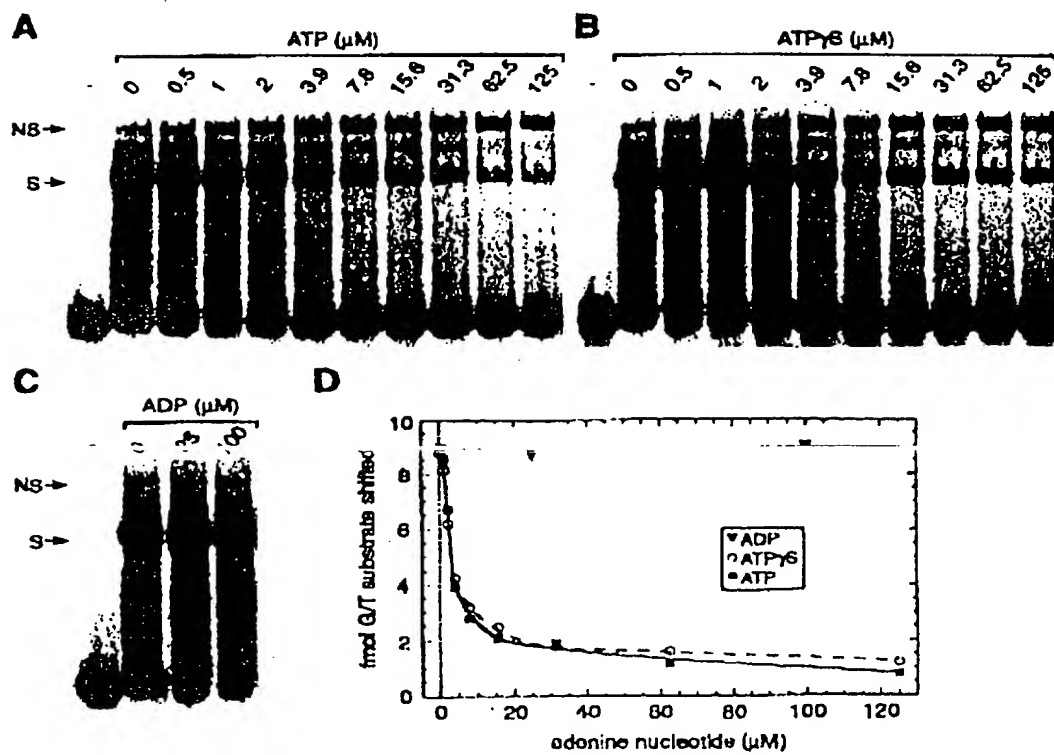 A
ATP (μM)
0 0.5 1 2 3.9 7.8 15.6 31.3 62.5 125
NS→
S→
B
ATPγS (μM)
0 0.5 1 2 3.9 7.8 15.6 31.3 62.5 125
C
ADP (μM)
NS→
S→
D
fmol G/T substrate shifted
10
8
6
4
2
0
ADP
ATPγS
ATP
0 20 40 60 80 100 120
adenine nucleotide (μM)